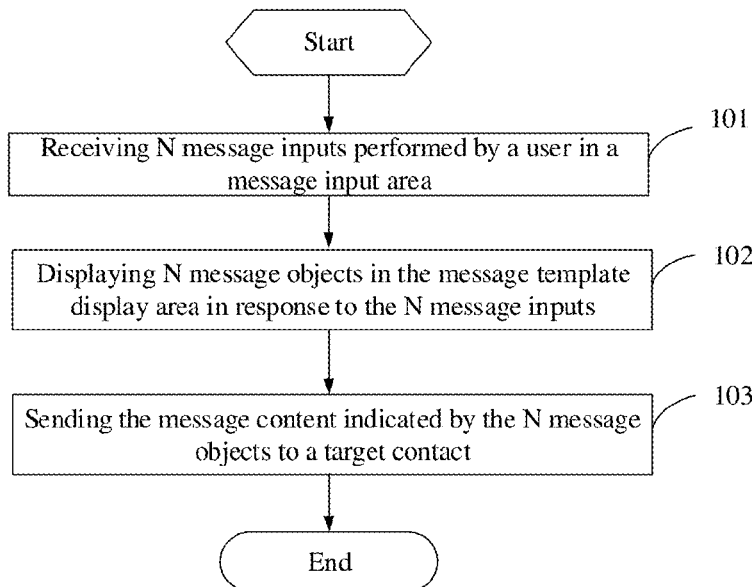 Start
101
Receiving N message inputs performed by a user in a
message input area
102
Displaying N message objects in the message template
display area in response to the N message inputs
103
Sending the message content indicated by the N message
objects to a target contact
End